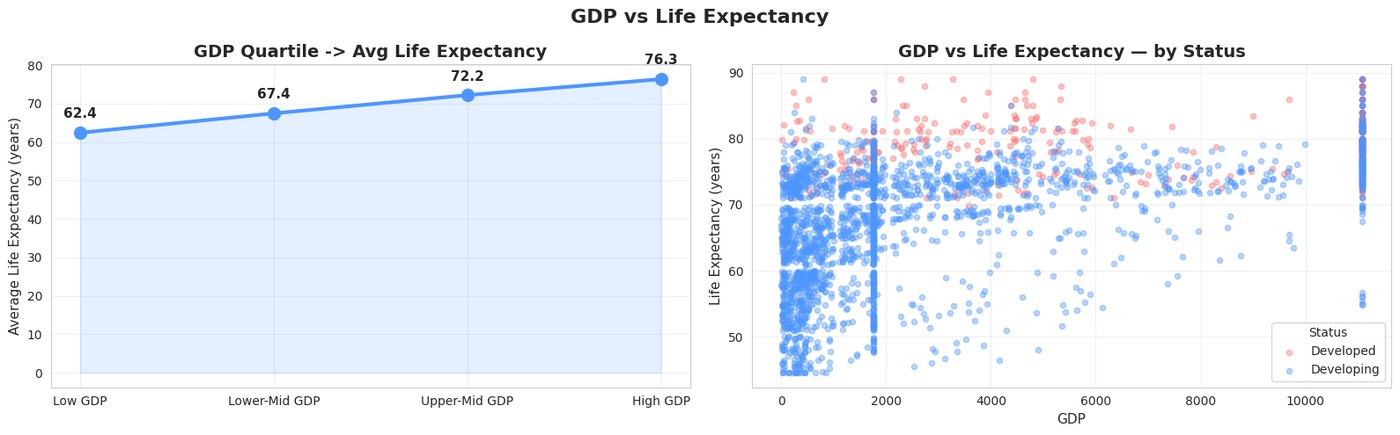 GDP vs Life Expectancy
GDP Quartile -> Avg Life Expectancy
Average Life Expectancy (years)
80
70
60
50
40
30
20
10
0
62.4
67.4
72.2
76.3
Low GDP
Lower-Mid GDP
Upper-Mid GDP
High GDP
GDP vs Life Expectancy — by Status
Life Expectancy (years)
90
80
70
60
50
0
2000
4000
6000
8000
10000
GDP
Status
Developed
Developing